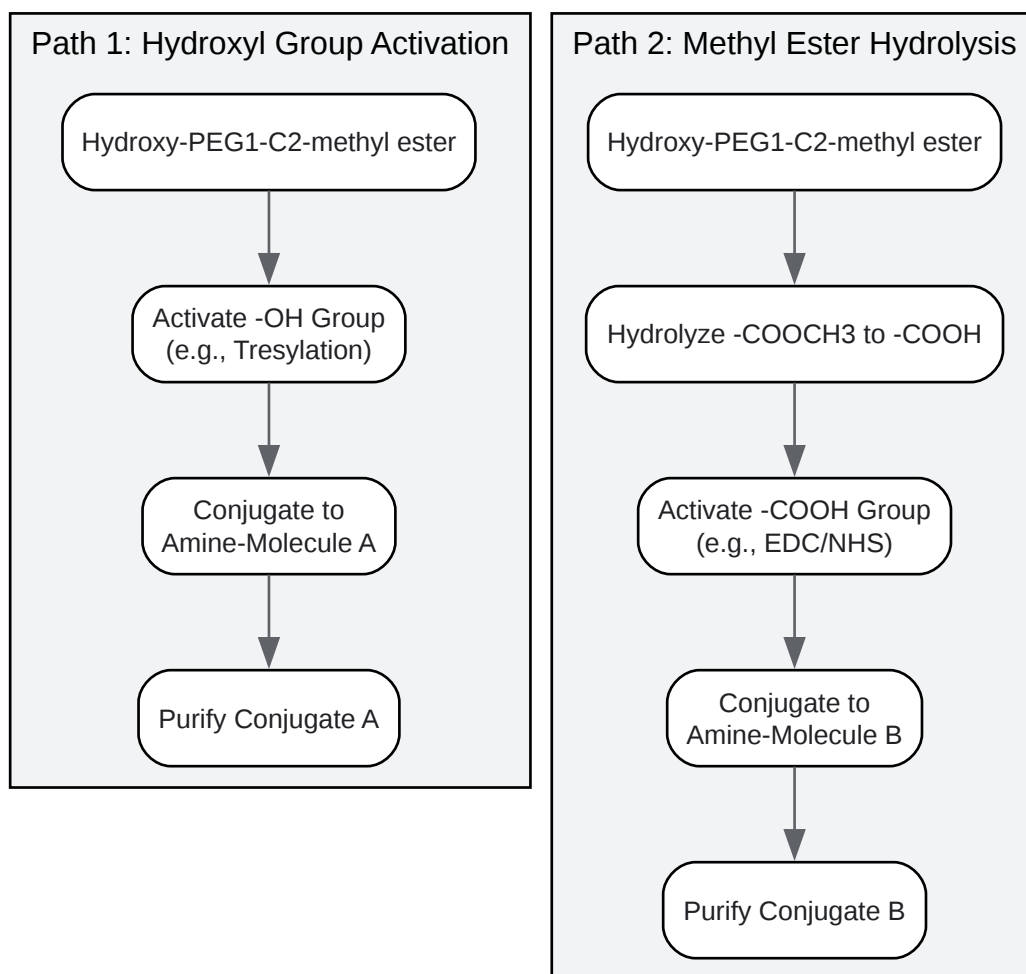 Path 1: Hydroxyl Group Activation
Hydroxy-PEG1-C2-methyl ester
Activate -OH Group
(e.g., Tresylation)
Conjugate to
Amine-Molecule A
Purify Conjugate A
Path 2: Methyl Ester Hydrolysis
Hydroxy-PEG1-C2-methyl ester
Hydrolyze -COOCH3 to -COOH
Activate -COOH Group
(e.g., EDC/NHS)
Conjugate to
Amine-Molecule B
Purify Conjugate B